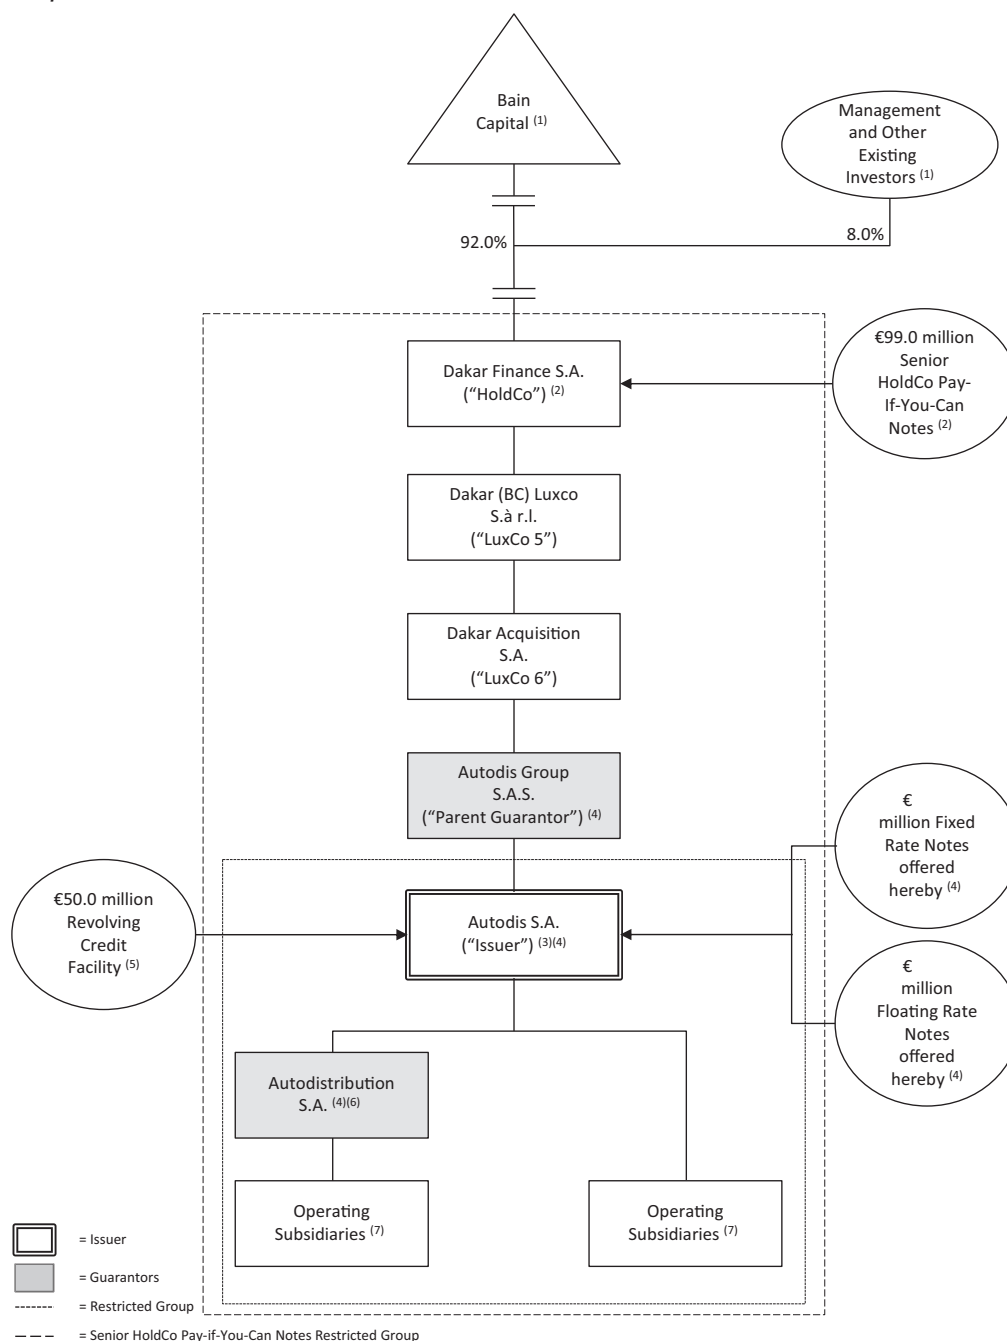 Bain
Capital (1)
Management
and Other
Existing
Investors (1)
92.0%
8.0%
Dakar Finance S.A.
(“HoldCo”) (2)
€99.0 million
Senior
HoldCo Pay-
If-You-Can
Notes (2)
Dakar (BC) Luxco
S.à r.l.
(“LuxCo 5”)
Dakar Acquisition
S.A.
(“LuxCo 6”)
Autodis Group
S.A.S.
(“Parent Guarantor”) (4)
€
million Fixed
Rate Notes
offered
hereby (4)
€50.0 million
Revolving
Credit
Facility (5)
Autodis S.A.
(“Issuer”) (3)(4)
€
million
Floating Rate
Notes
offered
hereby (4)
Autodistribution
S.A. (4)(6)
Operating
Subsidiaries (7)
Operating
Subsidiaries (7)
= Issuer
= Guarantors
= Restricted Group
= Senior HoldCo Pay-if-You-Can Notes Restricted Group